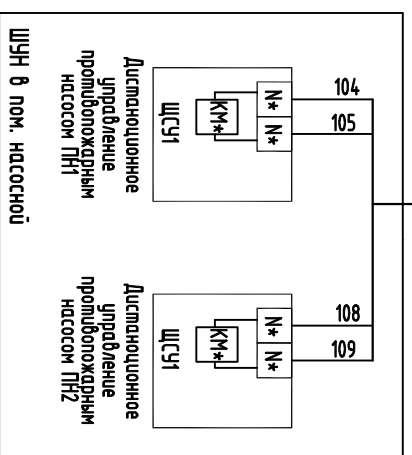 104
105
N*
N*
КМ*
ЩСУ1
Дистанционное
управление
противопожарным
насосом ПН1
108
109
N*
N*
КМ*
ЩСУ1
Дистанционное
управление
противопожарным
насосом ПН2
ШУН в пом. насосной